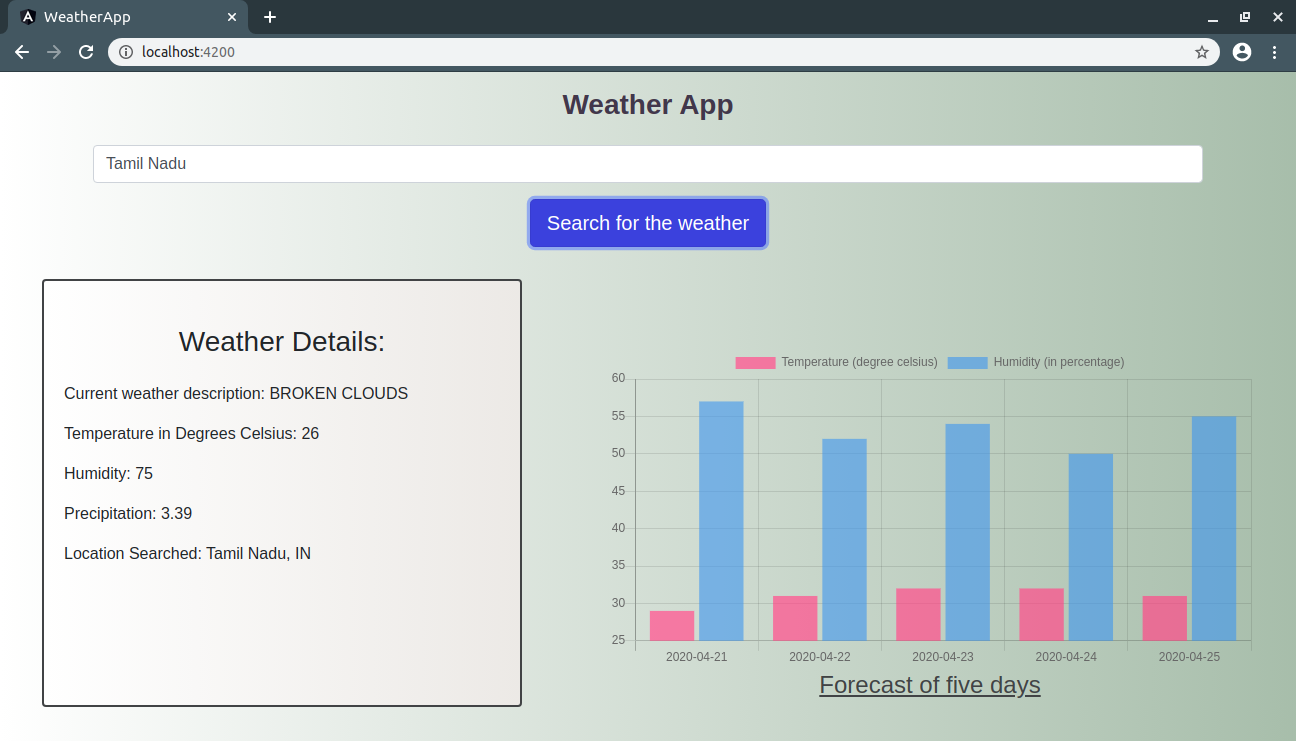 WeatherApp
localhost:4200
Weather App
Tamil Nadu
Search for the weather
Weather Details:
Current weather description: BROKEN CLOUDS
Temperature in Degrees Celsius: 26
Humidity: 75
Precipitation: 3.39
Location Searched: Tamil Nadu, IN
Temperature (degree celsius) Humidity (in percentage)
60
55
50
45
40
35
30
25
2020-04-21 2020-04-22 2020-04-23 2020-04-24 2020-04-25
Forecast of five days